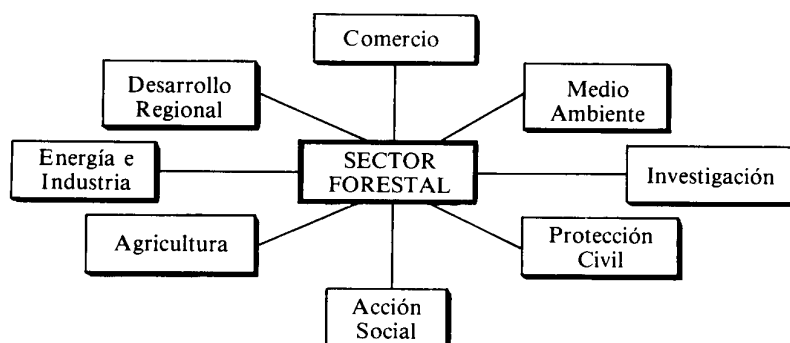 Comercio
Desarrollo
Regional
Medio
Ambiente
Energía e
Industria
SECTOR
FORESTAL
Investigación
Agricultura
Protección
Civil
Acción
Social